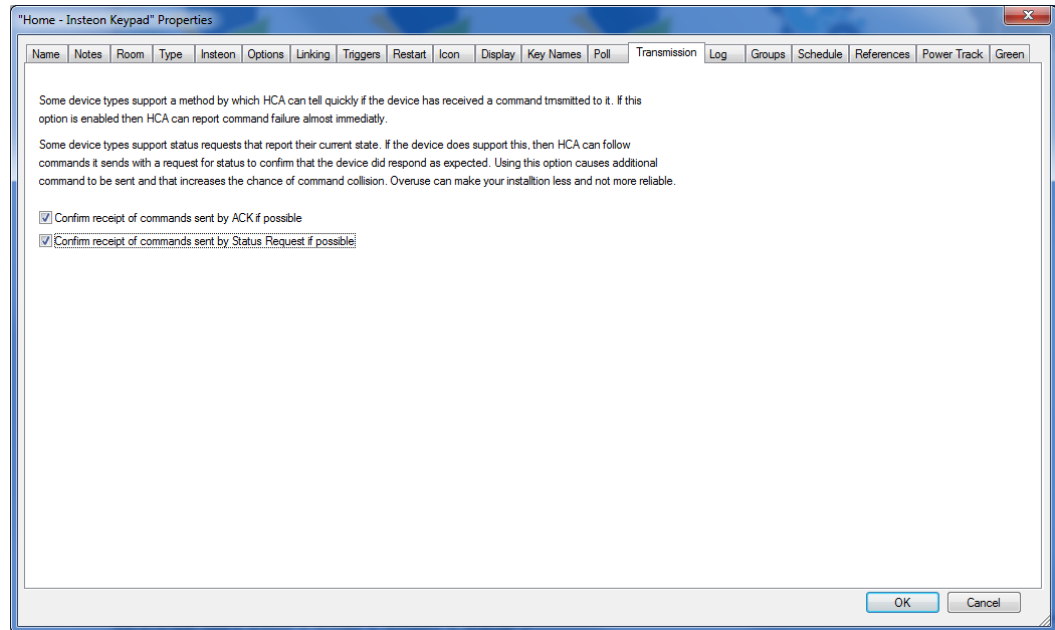 "Home - Insteon Keypad" Properties
Name Notes Room Type Insteon Options Linking Triggers Restart Icon Display Key Names Poll Transmission Log Groups Schedule References Power Track Green
Some device types support a method by which HCA can tell quickly if the device has received a command tmsmitted to it. If this
option is enabled then HCA can report command failure almost immediatly.
Some device types support status requests that report their current state. If the device does support this, then HCA can follow
commands it sends with a request for status to confirm that the device did respond as expected. Using this option causes additional
command to be sent and that increases the chance of command collision. Overuse can make your installtion less and not more reliable.
Confirm receipt of commands sent by ACK if possible
Confirm receipt of commands sent by Status Request if possible
OK Cancel